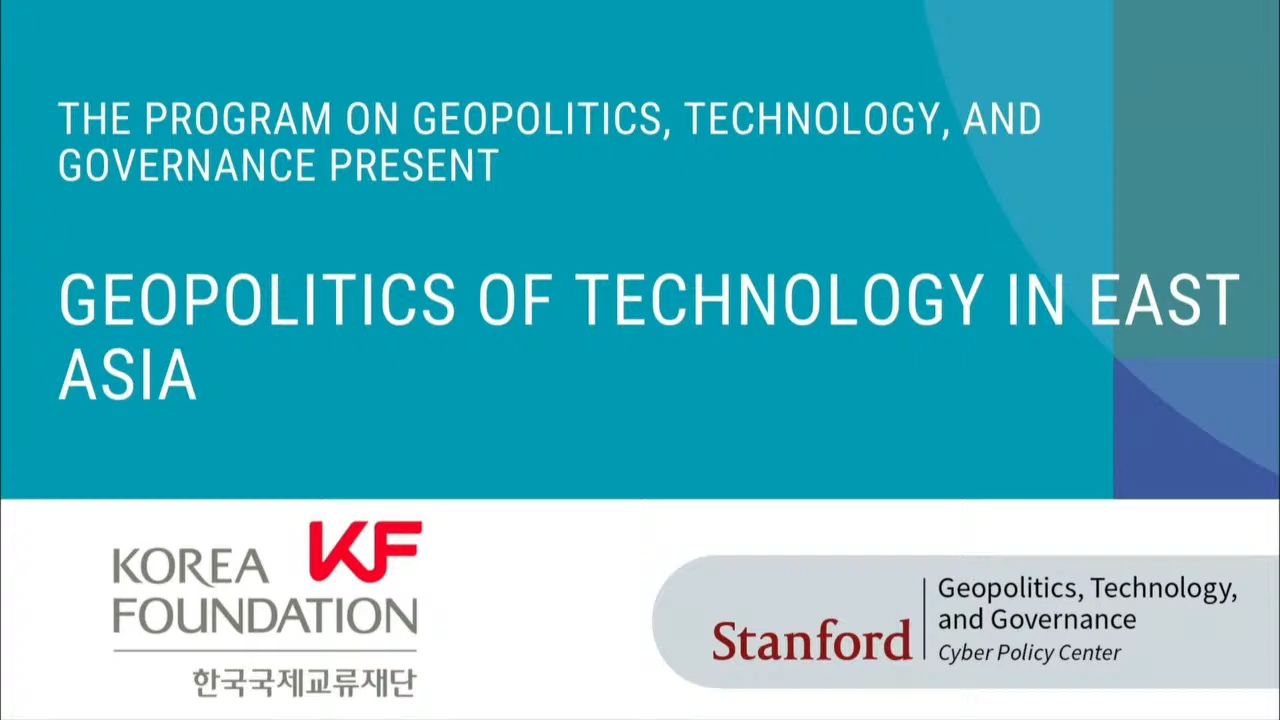 THE PROGRAM ON GEOPOLITICS, TECHNOLOGY, AND
GOVERNANCE PRESENT
GEOPOLITICS OF TECHNOLOGY IN EAST
ASIA
KOREA KF
FOUNDATION
한국국제교류재단
Stanford
Geopolitics, Technology,
and Governance
Cyber Policy Center